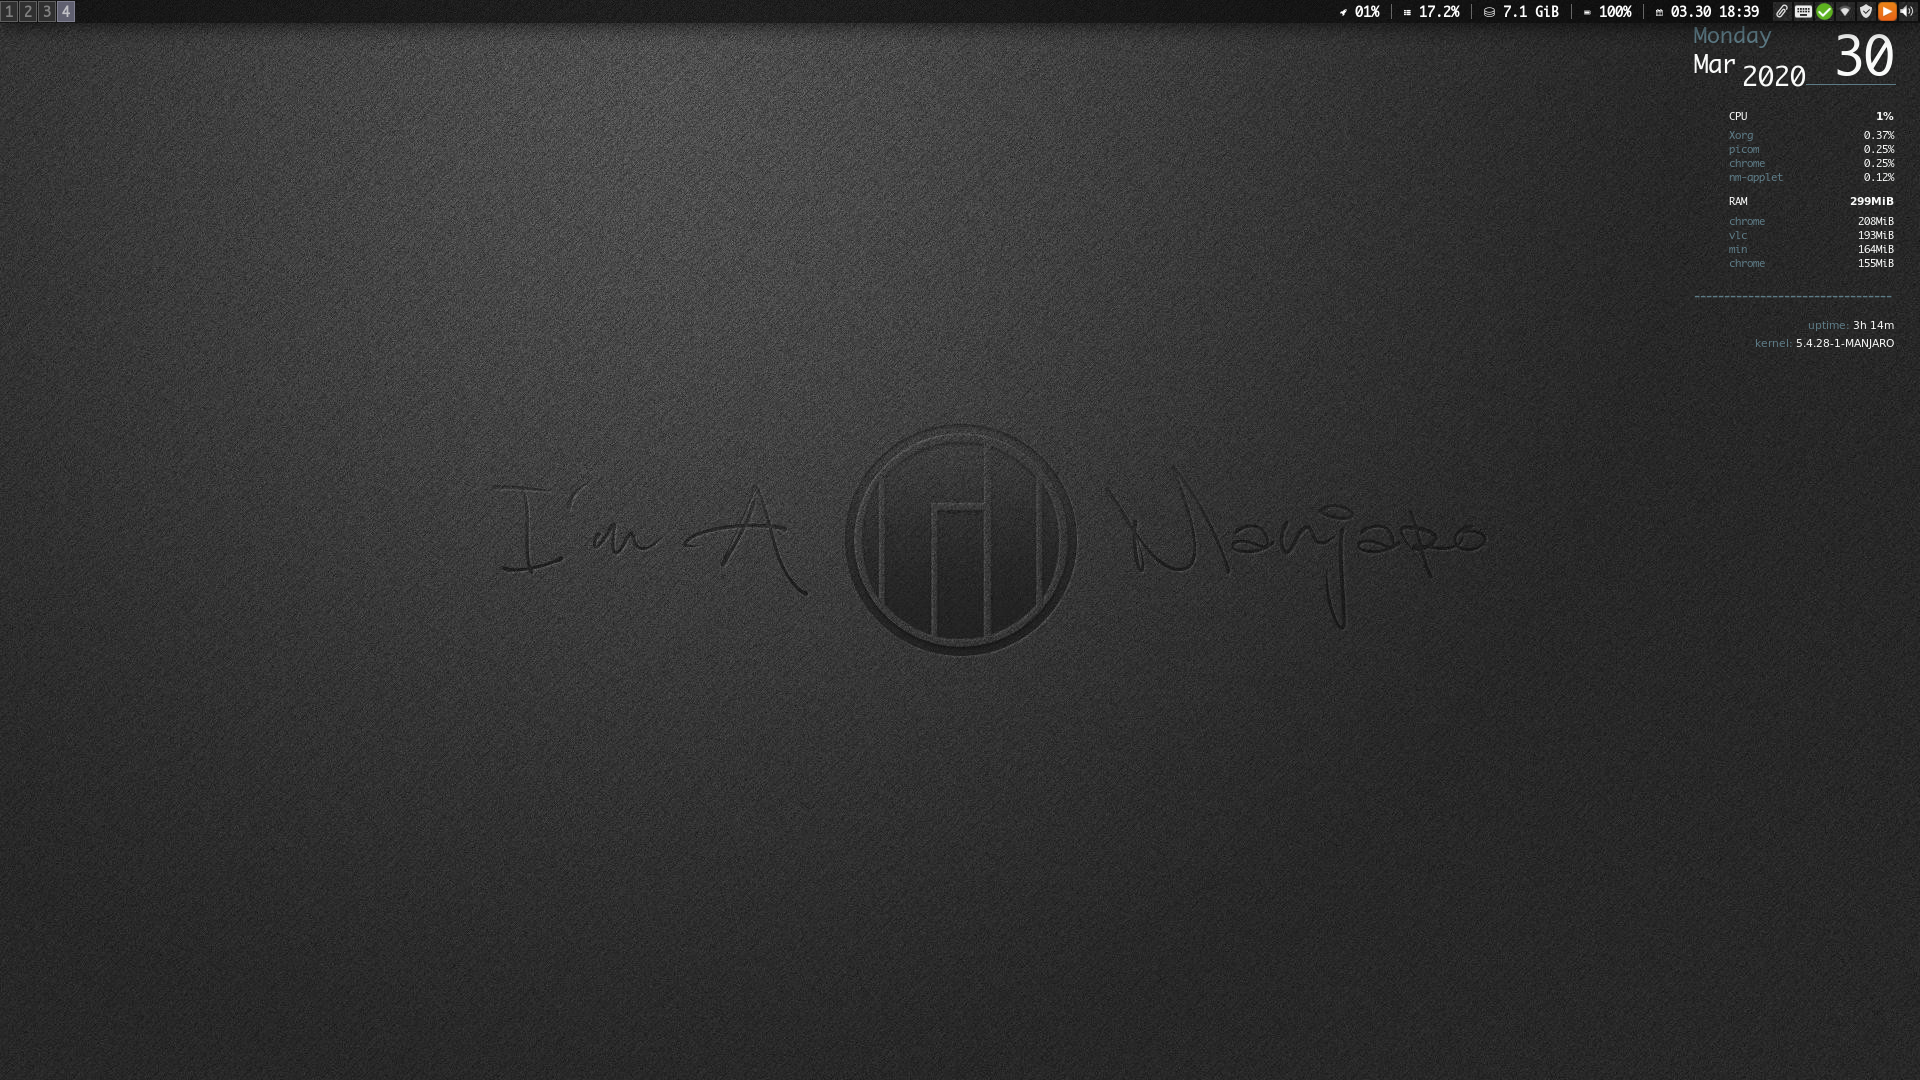 1 2 3 4 01% 17.2% 7.1 GiB 100% 03.30 18:39
Monday 30
Mar 2020
CPU 1%
Xorg 0.37%
picom 0.25%
chrome 0.25%
nm-applet 0.12%
RAM 299MiB
chrome 208MiB
vlc 193MiB
min 164MiB
chrome 155MiB
uptime: 3h 14m
kernel: 5.4.28-1-MANJARO
I'm A Manjaro